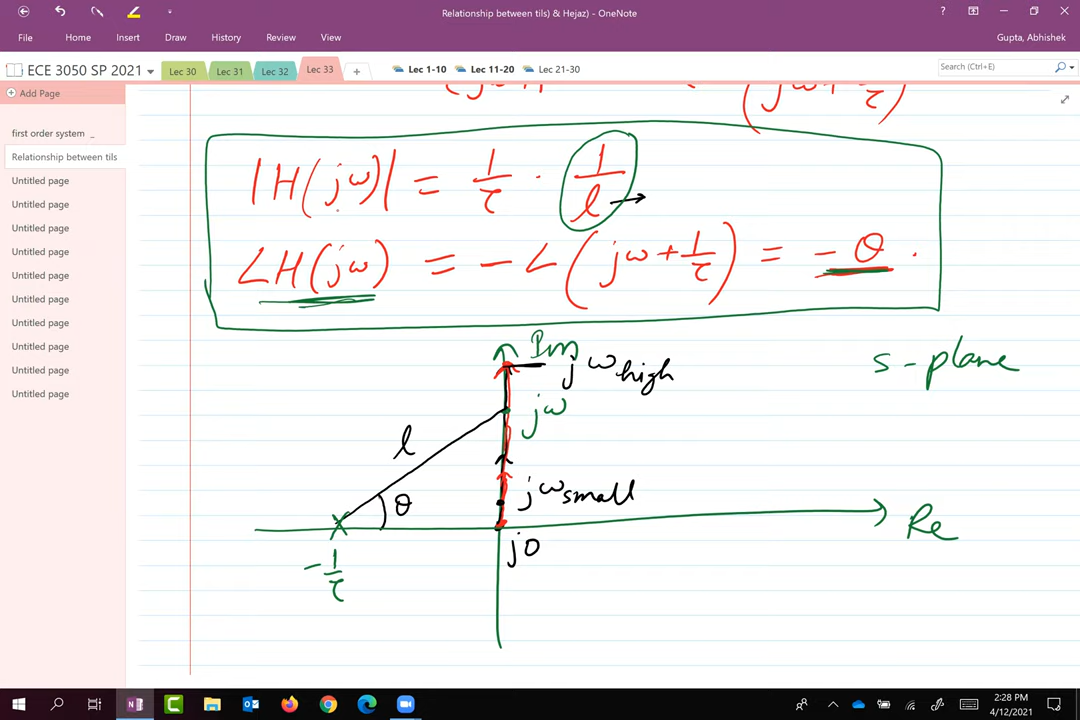 Relationship between tils) & Hejaz) - OneNote
?
Gupta, Abhishek
File Home Insert Draw History Review View
ECE 3050 SP 2021 Lec 30 Lec 31 Lec 32 Lec 33 + Lec 1-10 Lec 11-20 Lec 21-30 Search (Ctrl+E)
Add Page
first order system _
Relationship between tils
Untitled page
Untitled page
Untitled page
Untitled page
Untitled page
Untitled page
Untitled page
Untitled page
Untitled page
Untitled page
|H(jω)| = 1/τ · 1/l
∠H(jω) = -∠(jω + 1/τ) = -θ .
Im
s-plane
jω high
jω
l
θ
jω small
Re
j0
-1/τ
2:28 PM
4/12/2021